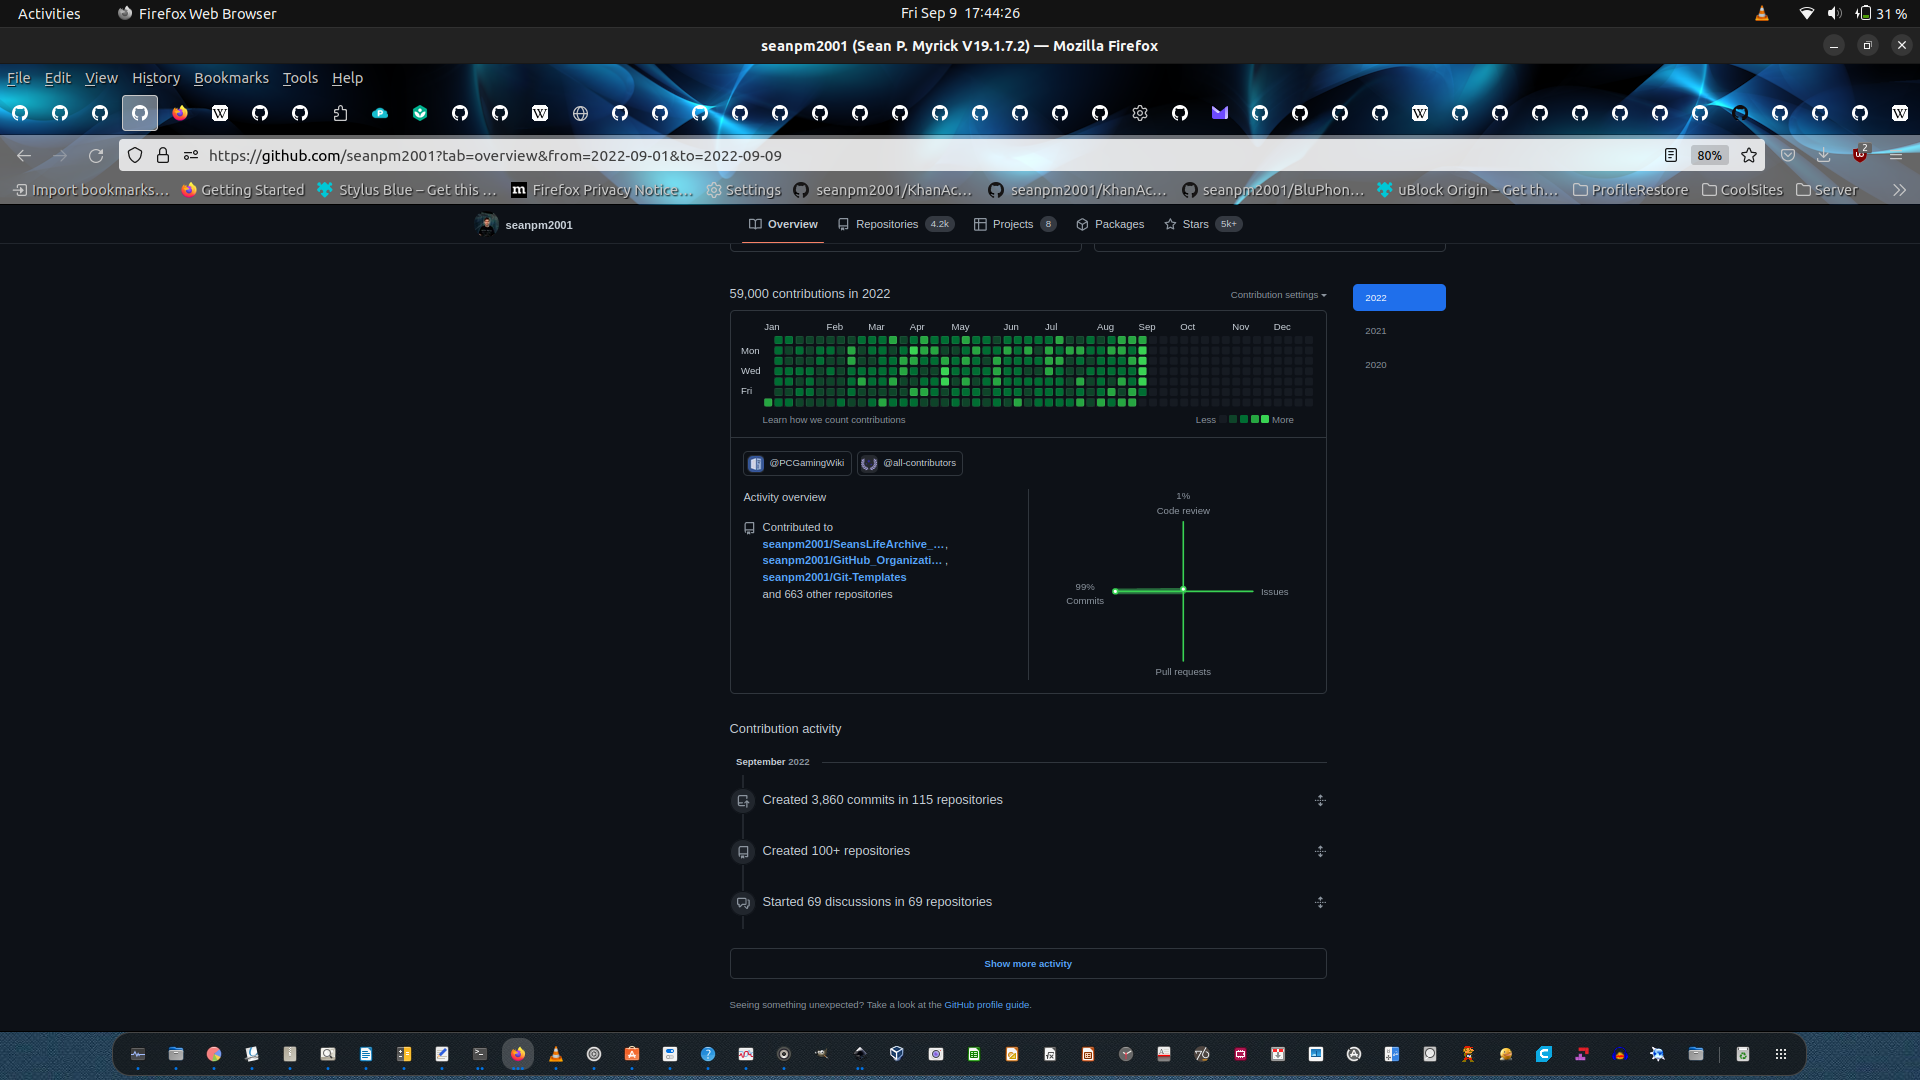 Activities Firefox Web Browser Fri Sep 9 17:44:26 31 %
seanpm2001 (Sean P. Myrick V19.1.7.2) — Mozilla Firefox
File Edit View History Bookmarks Tools Help
https://github.com/seanpm2001?tab=overview&from=2022-09-01&to=2022-09-09 80% 2
Import bookmarks… Getting Started Stylus Blue – Get this … Firefox Privacy Notice… Settings seanpm2001/KhanAc… seanpm2001/KhanAc… seanpm2001/BluPhon… uBlock Origin – Get th… ProfileRestore CoolSites Server
seanpm2001 Overview Repositories 4.2k Projects 8 Packages Stars 5k+
59,000 contributions in 2022 Contribution settings 2022
Jan Feb Mar Apr May Jun Jul Aug Sep Oct Nov Dec
2021
Mon
Wed
2020
Fri
Learn how we count contributions Less More
@PCGamingWiki @all-contributors
Activity overview
Contributed to
seanpm2001/SeansLifeArchive_…,
seanpm2001/GitHub_Organizati… ,
seanpm2001/Git-Templates
and 663 other repositories
1%
Code review
99%
Commits
Issues
Pull requests
Contribution activity
September 2022
Created 3,860 commits in 115 repositories
Created 100+ repositories
Started 69 discussions in 69 repositories
Show more activity
Seeing something unexpected? Take a look at the GitHub profile guide.